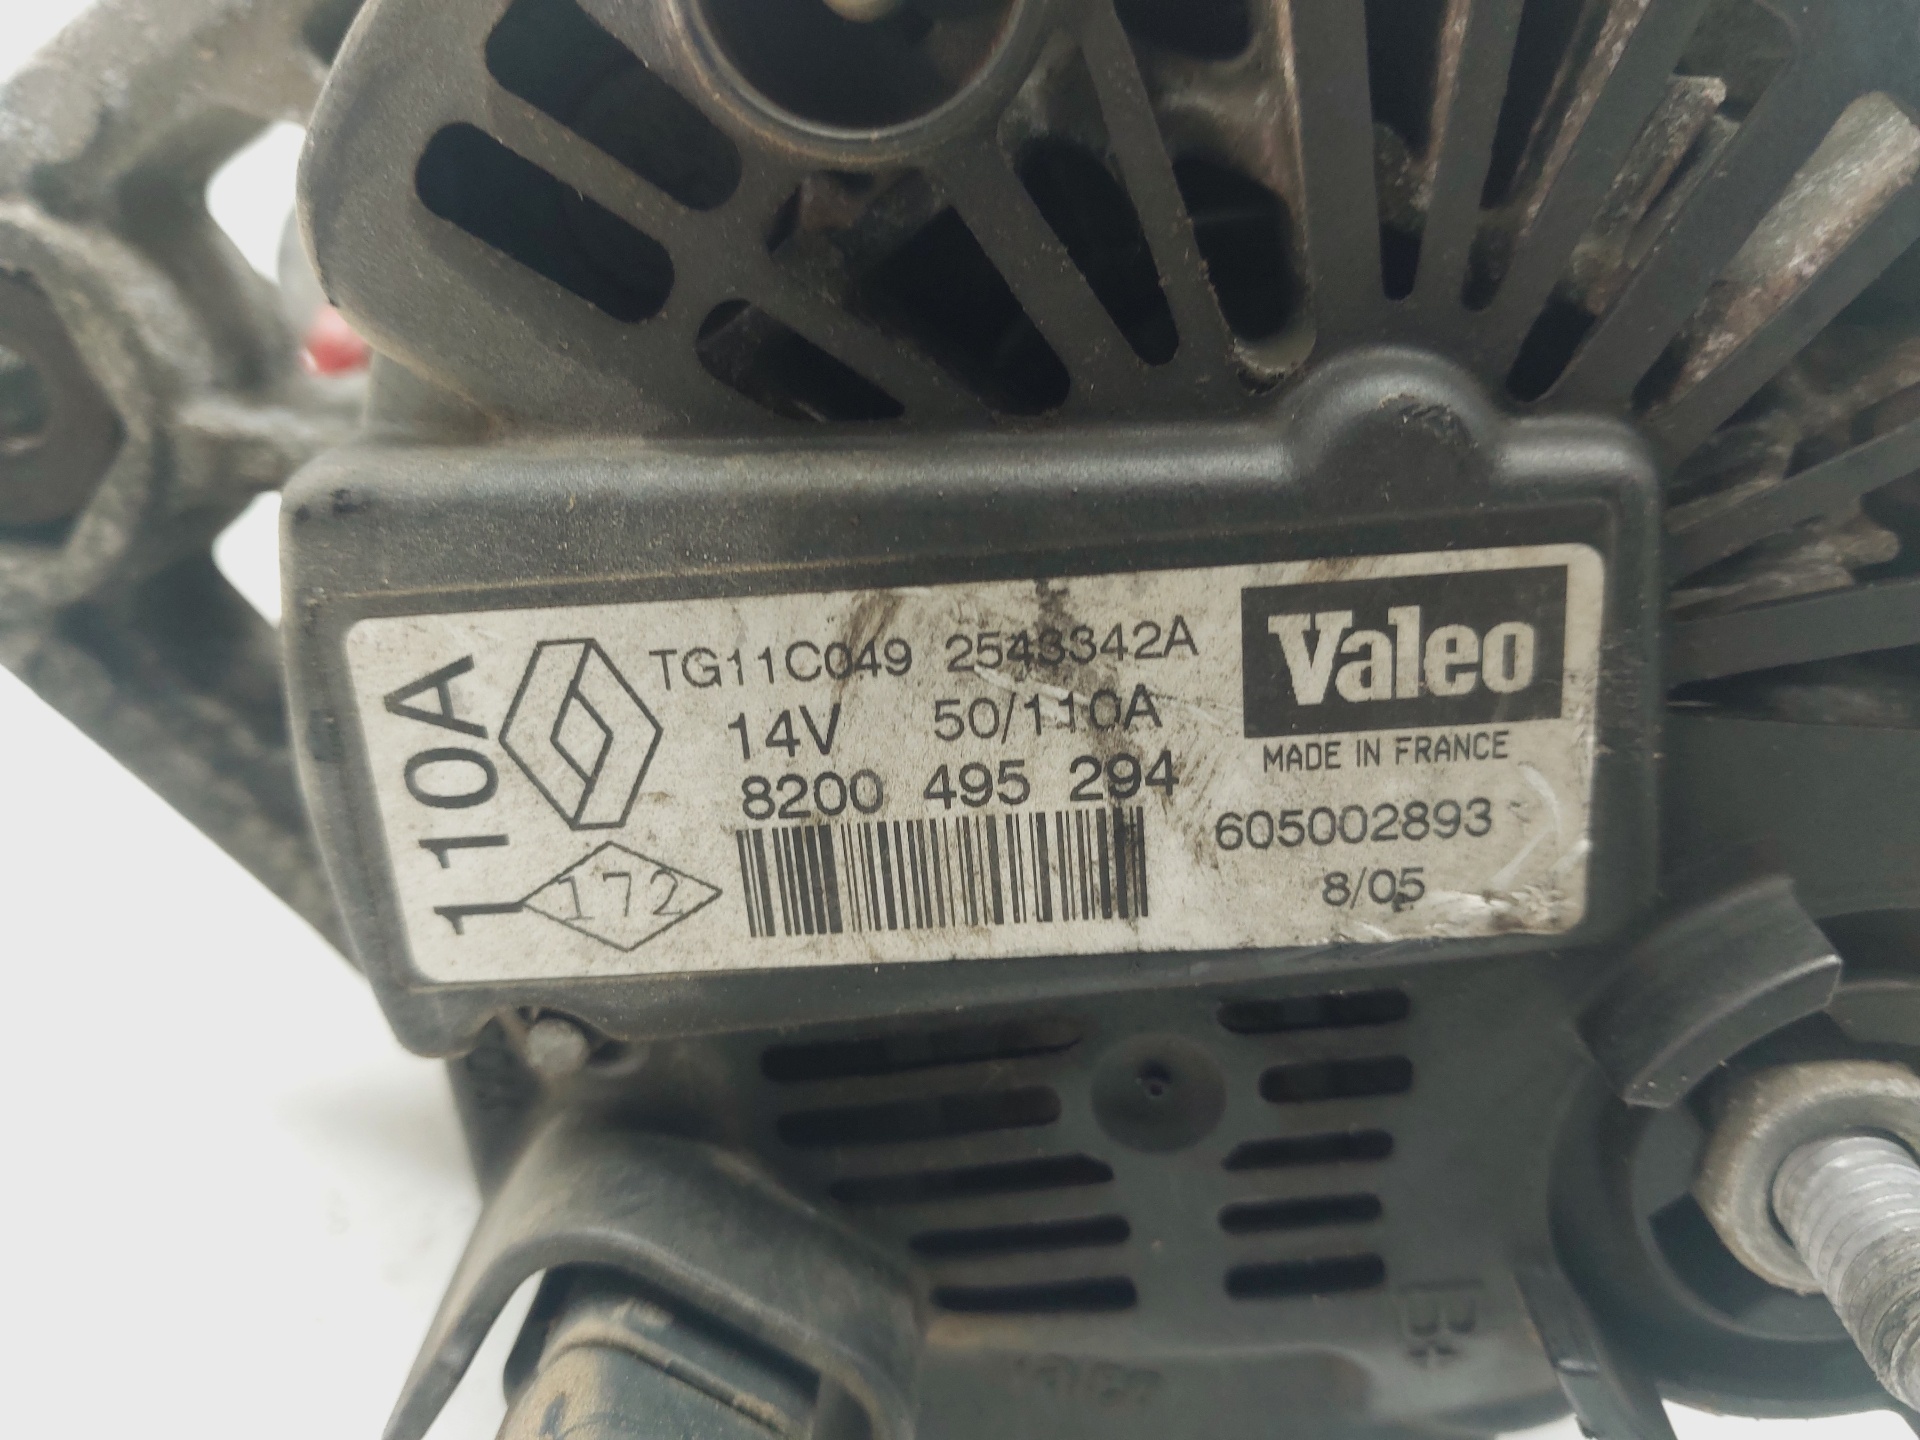 110A
TG11C049 2543342A
14V 50/110A
8200 495 294
172
Valeo
MADE IN FRANCE
605002893
8/05
B+